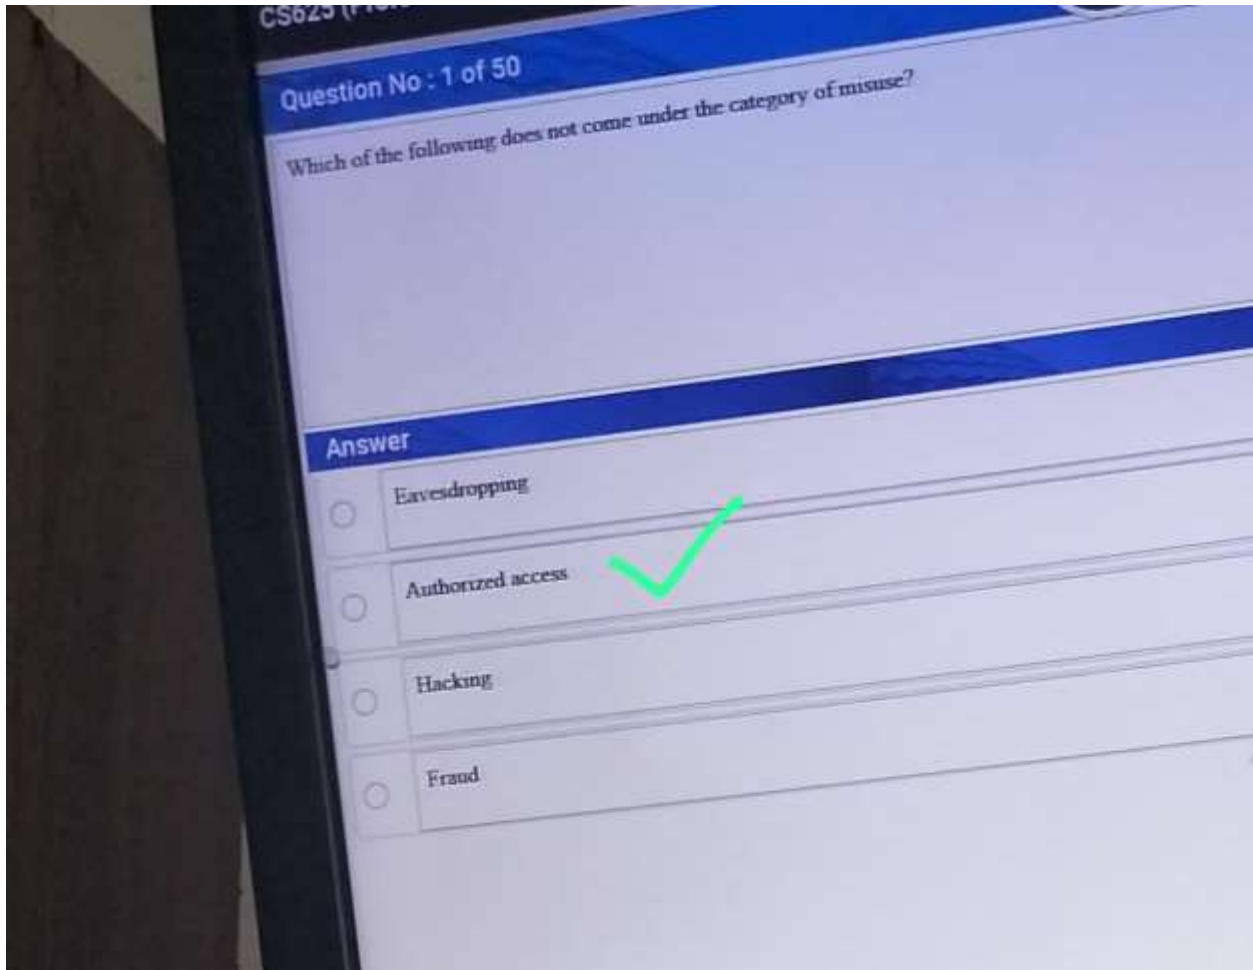 CS625
Question No : 1 of 50
Which of the following does not come under the category of misuse?
Answer
Eavesdropping
Authorized access
Hacking
Fraud